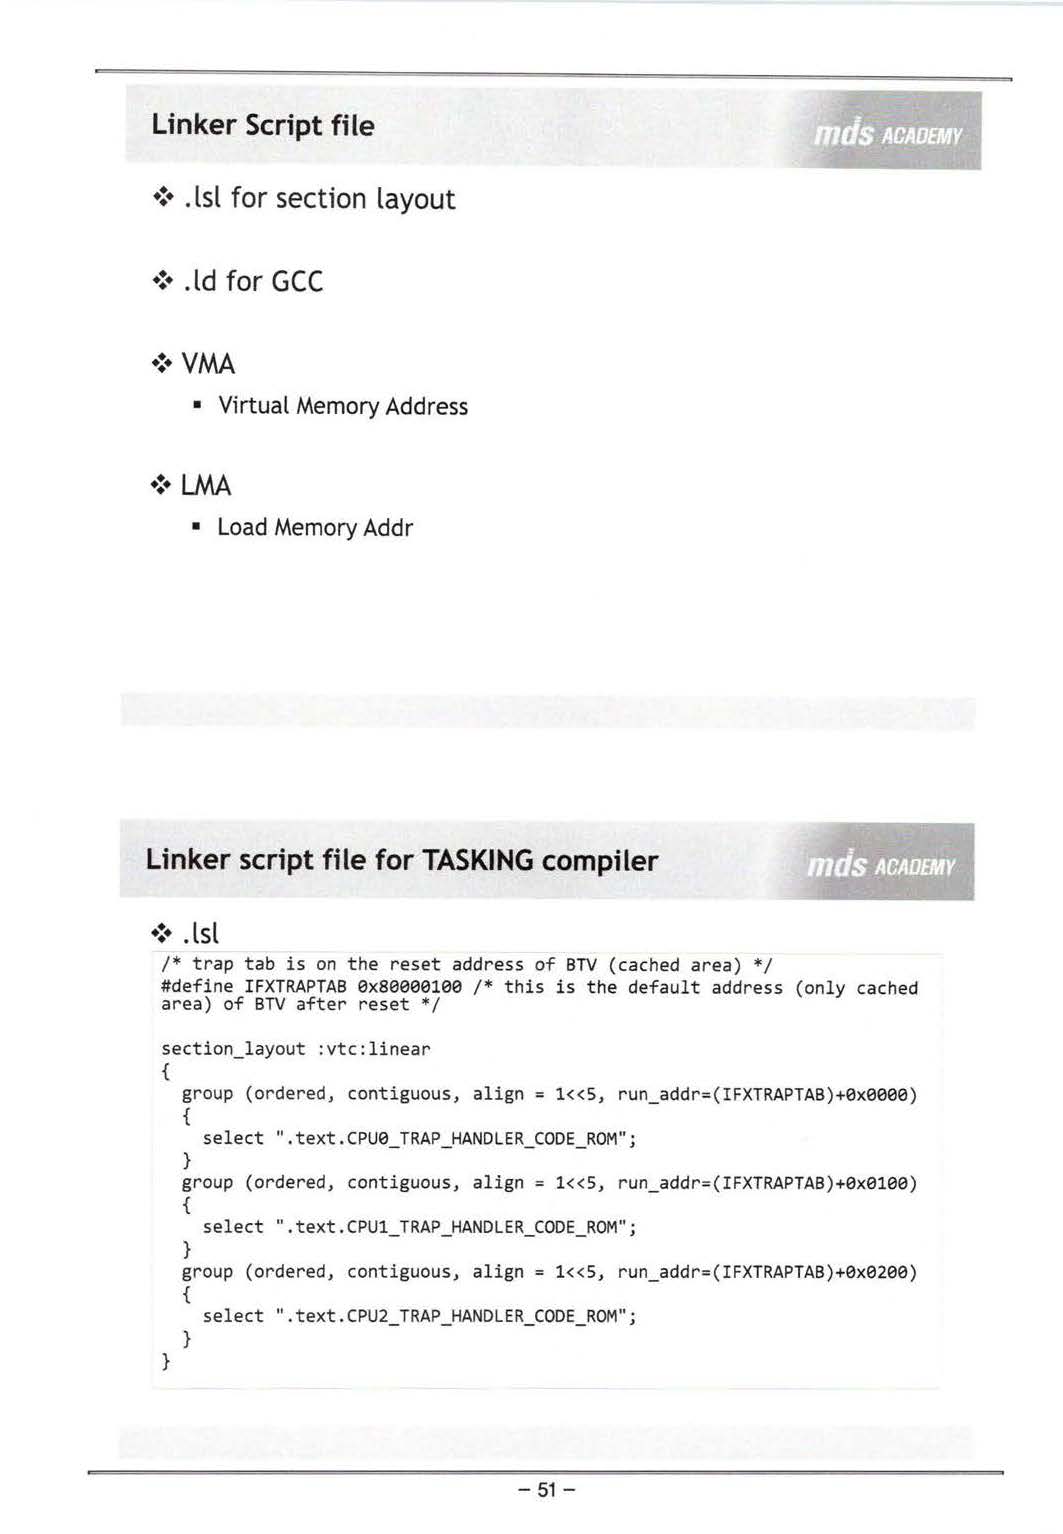 Linker Script file
mds ACADEMY
❖ .lsl for section layout
❖ .ld for GCC
❖ VMA
▪ Virtual Memory Address
❖ LMA
▪ Load Memory Addr
Linker script file for TASKING compiler
mds ACADEMY
❖ .lsl
/* trap tab is on the reset address of BTV (cached area) */
#define IFXTRAPTAB 0x80000100 /* this is the default address (only cached
area) of BTV after reset */
section_layout :vtc:linear
{
group (ordered, contiguous, align = 1<<5, run_addr=(IFXTRAPTAB)+0x0000)
{
select ".text.CPU0_TRAP_HANDLER_CODE_ROM";
}
group (ordered, contiguous, align = 1<<5, run_addr=(IFXTRAPTAB)+0x0100)
{
select ".text.CPU1_TRAP_HANDLER_CODE_ROM";
}
group (ordered, contiguous, align = 1<<5, run_addr=(IFXTRAPTAB)+0x0200)
{
select ".text.CPU2_TRAP_HANDLER_CODE_ROM";
}
}
– 51 –